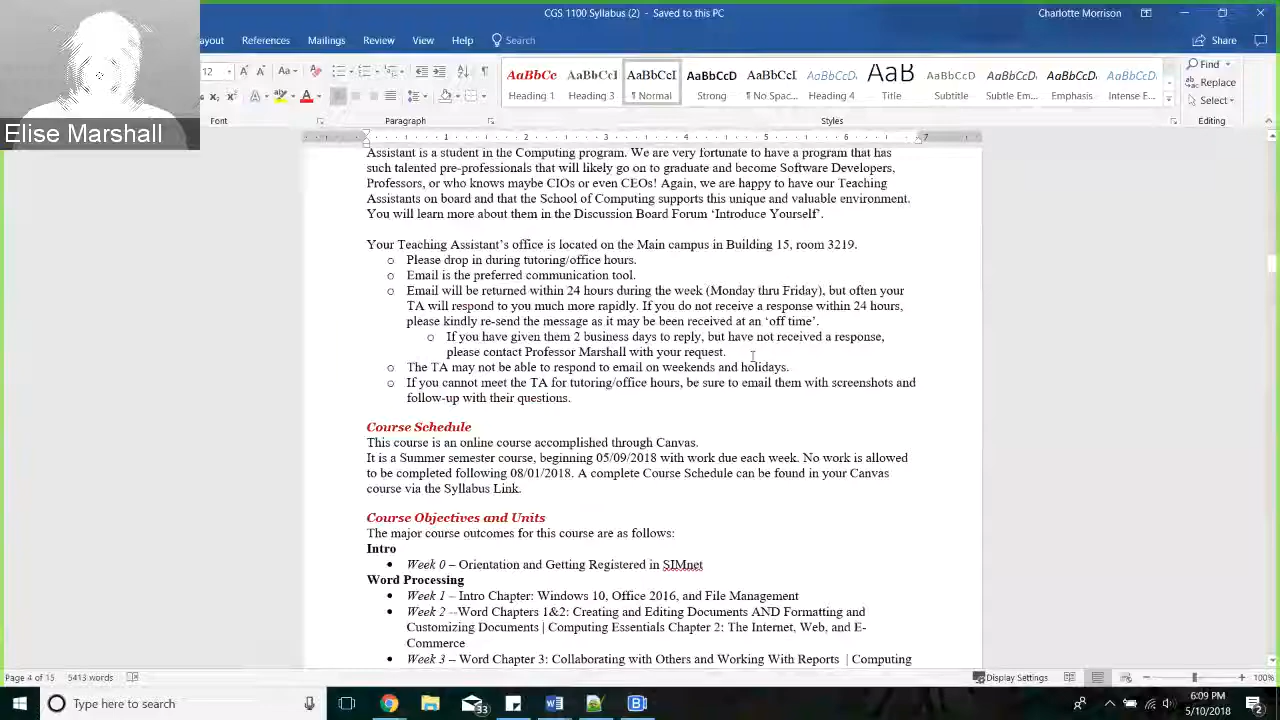 CGS 1100 Syllabus (2) - Saved to this PC
Charlotte Morrison
ayout References Mailings Review View Help Search
Share
12
AaBbCc AaBbCcI AaBbCcI AaBbCcD AaBbCcI AaBbCcD AaB AaBbCcD AaBbCcD AaBbCcD AaBbCcD
Heading 1 Heading 3 ¶ Normal Strong ¶ No Spac... Heading 4 Title Subtitle Subtle Em... Emphasis Intense E...
Find
Replace
Select
Font Paragraph Styles Editing
Elise Marshall
1 2 3 4 5 6 7
Assistant is a student in the Computing program. We are very fortunate to have a program that has
such talented pre-professionals that will likely go on to graduate and become Software Developers,
Professors, or who knows maybe CIOs or even CEOs! Again, we are happy to have our Teaching
Assistants on board and that the School of Computing supports this unique and valuable environment.
You will learn more about them in the Discussion Board Forum ‘Introduce Yourself’.
Your Teaching Assistant’s office is located on the Main campus in Building 15, room 3219.
o Please drop in during tutoring/office hours.
o Email is the preferred communication tool.
o Email will be returned within 24 hours during the week (Monday thru Friday), but often your
TA will respond to you much more rapidly. If you do not receive a response within 24 hours,
please kindly re-send the message as it may be been received at an ‘off time’.
o If you have given them 2 business days to reply, but have not received a response,
please contact Professor Marshall with your request.
o The TA may not be able to respond to email on weekends and holidays.
o If you cannot meet the TA for tutoring/office hours, be sure to email them with screenshots and
follow-up with their questions.
Course Schedule
This course is an online course accomplished through Canvas.
It is a Summer semester course, beginning 05/09/2018 with work due each week. No work is allowed
to be completed following 08/01/2018. A complete Course Schedule can be found in your Canvas
course via the Syllabus Link.
Course Objectives and Units
The major course outcomes for this course are as follows:
Intro
• Week 0 – Orientation and Getting Registered in SIMnet
Word Processing
• Week 1 – Intro Chapter: Windows 10, Office 2016, and File Management
• Week 2 --Word Chapters 1&2: Creating and Editing Documents AND Formatting and
Customizing Documents | Computing Essentials Chapter 2: The Internet, Web, and E-
Commerce
• Week 3 – Word Chapter 3: Collaborating with Others and Working With Reports | Computing
Page 4 of 15 5413 words
Display Settings
100%
Type here to search
33
6:09 PM
5/10/2018